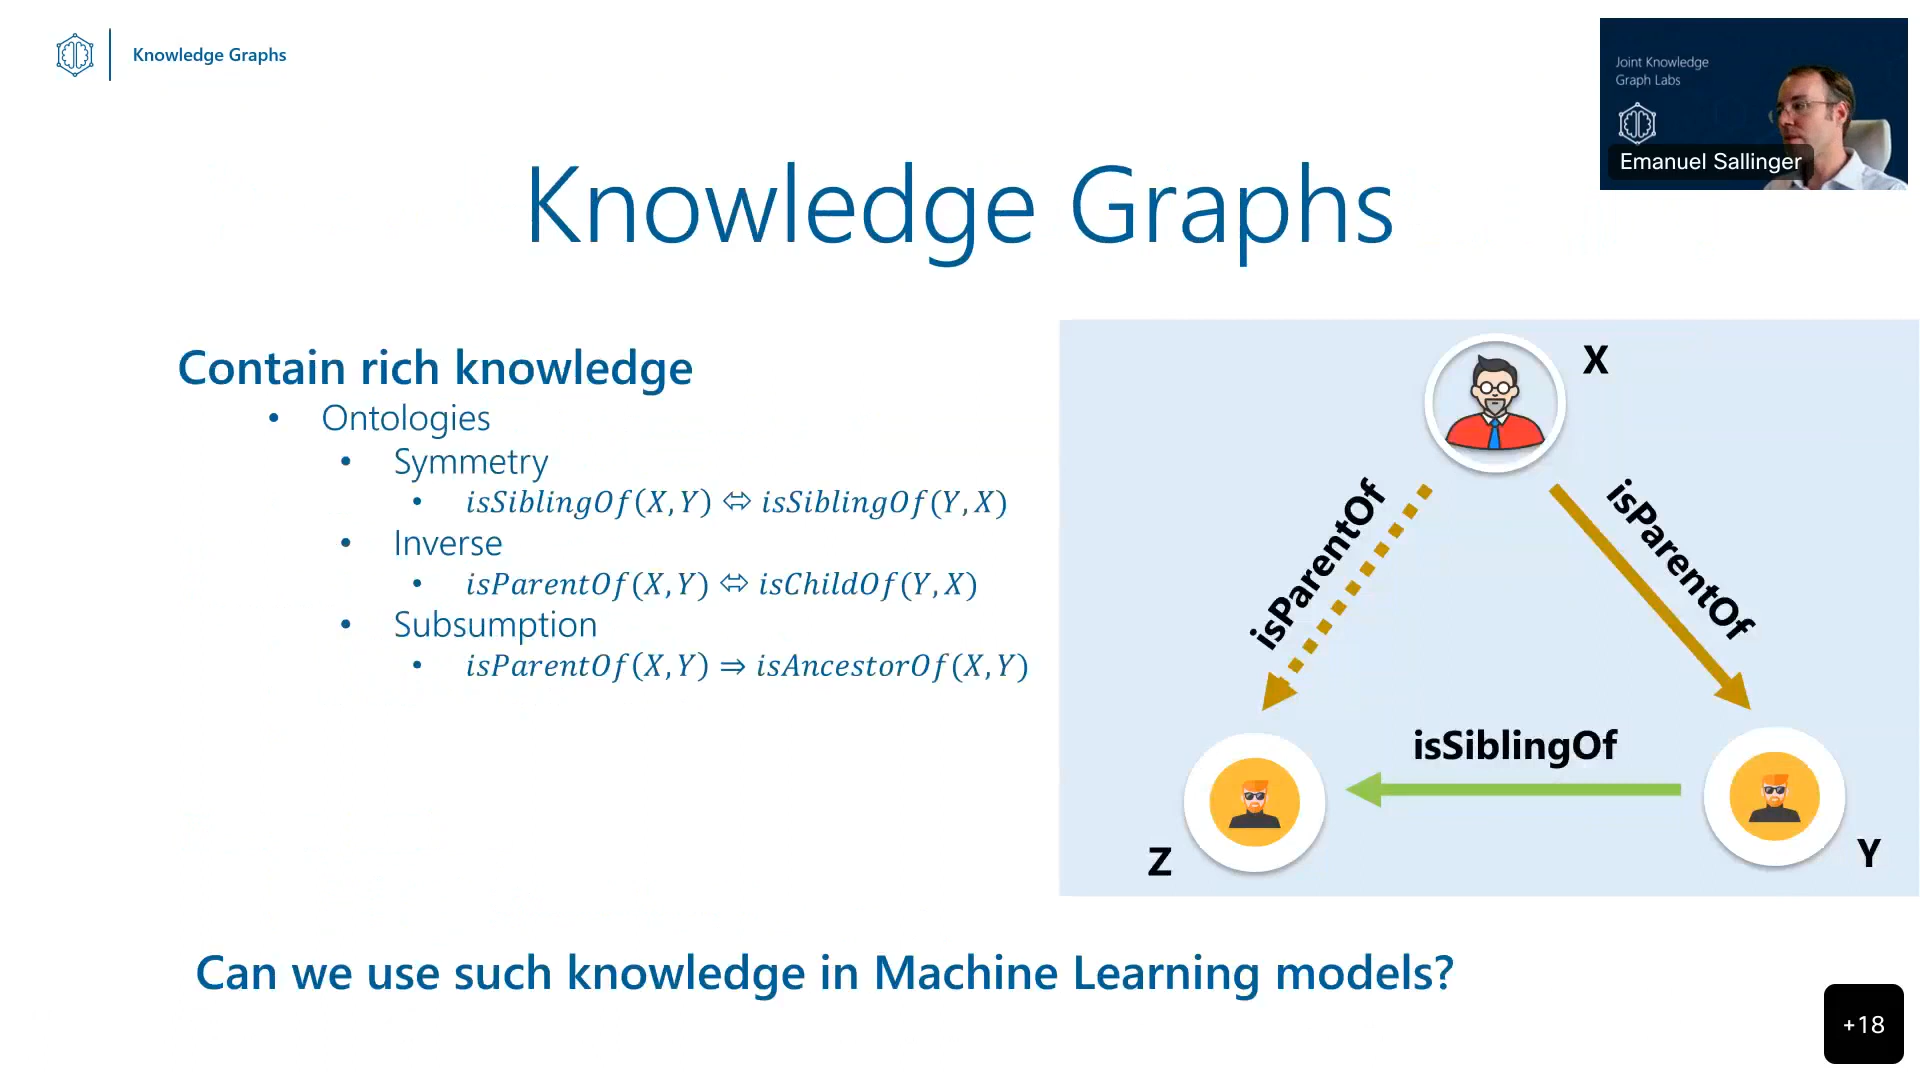 Knowledge Graphs
Joint Knowledge
Graph Labs
Emanuel Sallinger
Knowledge Graphs
Contain rich knowledge
• Ontologies
• Symmetry
• isSiblingOf(X,Y) ⇔ isSiblingOf(Y,X)
• Inverse
• isParentOf(X,Y) ⇔ isChildOf(Y,X)
• Subsumption
• isParentOf(X,Y) ⇒ isAncestorOf(X,Y)
X
isParentOf
isParentOf
isSiblingOf
Z
Y
Can we use such knowledge in Machine Learning models?
+18